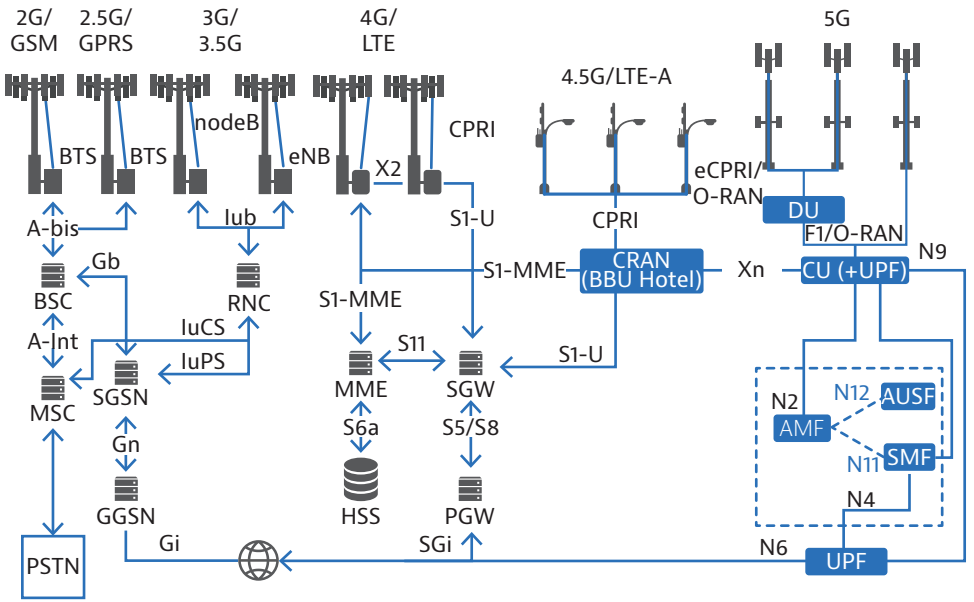 2G/
GSM
2.5G/
GPRS
3G/
3.5G
4G/
LTE
5G
4.5G/LTE-A
BTS
BTS
nodeB
eNB
X2
CPRI
eCPRI/
O-RAN
DU
A-bis
Iub
S1-U
CPRI
F1/O-RAN
N9
Gb
BSC
RNC
S1-MME
S1-MME
CRAN
(BBU Hotel)
Xn
CU (+UPF)
A-Int
IuCS
IuPS
S11
S1-U
MSC
SGSN
MME
SGW
N2
N12
AUSF
AMF
Gn
S6a
S5/S8
N11
SMF
GGSN
HSS
PGW
N4
PSTN
Gi
SGi
N6
UPF